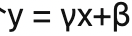 y = γx+β